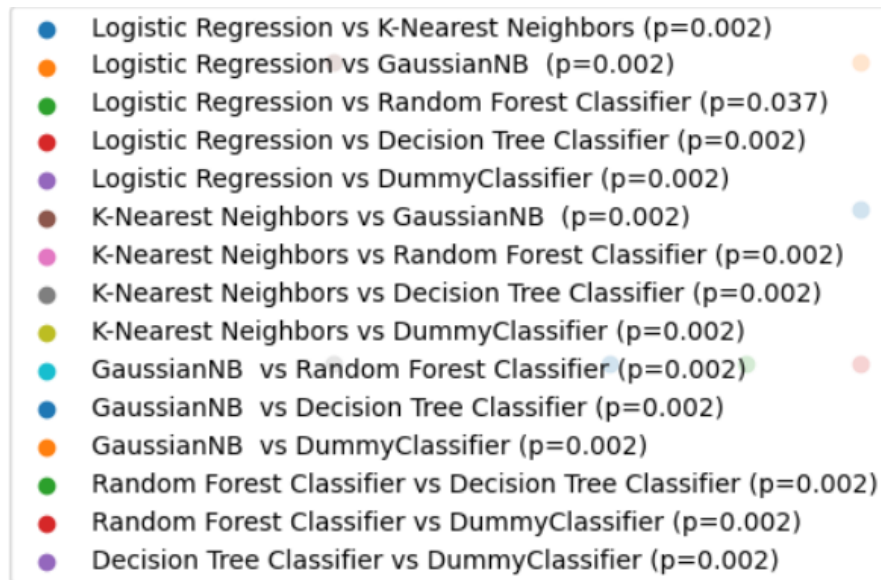 Logistic Regression vs K-Nearest Neighbors (p=0.002)
Logistic Regression vs GaussianNB  (p=0.002)
Logistic Regression vs Random Forest Classifier (p=0.037)
Logistic Regression vs Decision Tree Classifier (p=0.002)
Logistic Regression vs DummyClassifier (p=0.002)
K-Nearest Neighbors vs GaussianNB  (p=0.002)
K-Nearest Neighbors vs Random Forest Classifier (p=0.002)
K-Nearest Neighbors vs Decision Tree Classifier (p=0.002)
K-Nearest Neighbors vs DummyClassifier (p=0.002)
GaussianNB  vs Random Forest Classifier (p=0.002)
GaussianNB  vs Decision Tree Classifier (p=0.002)
GaussianNB  vs DummyClassifier (p=0.002)
Random Forest Classifier vs Decision Tree Classifier (p=0.002)
Random Forest Classifier vs DummyClassifier (p=0.002)
Decision Tree Classifier vs DummyClassifier (p=0.002)